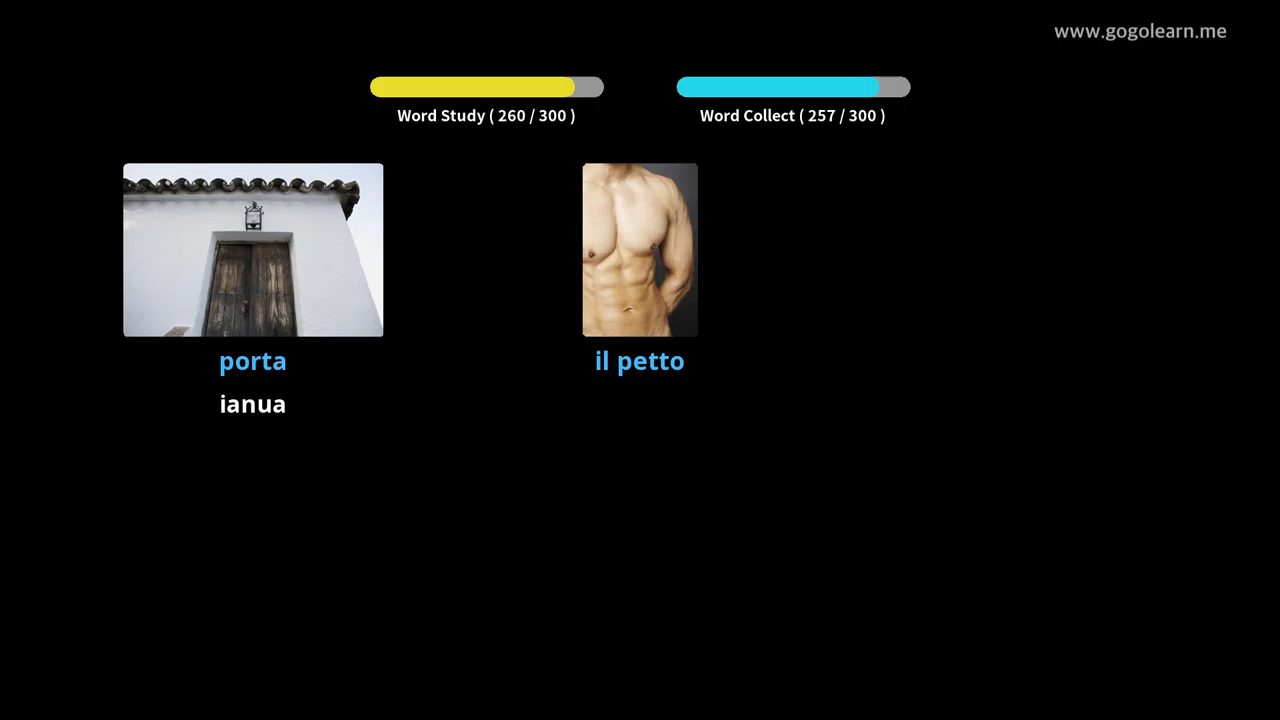 www.gogolearn.me
Word Study ( 260 / 300 )
Word Collect ( 257 / 300 )
porta
il petto
ianua